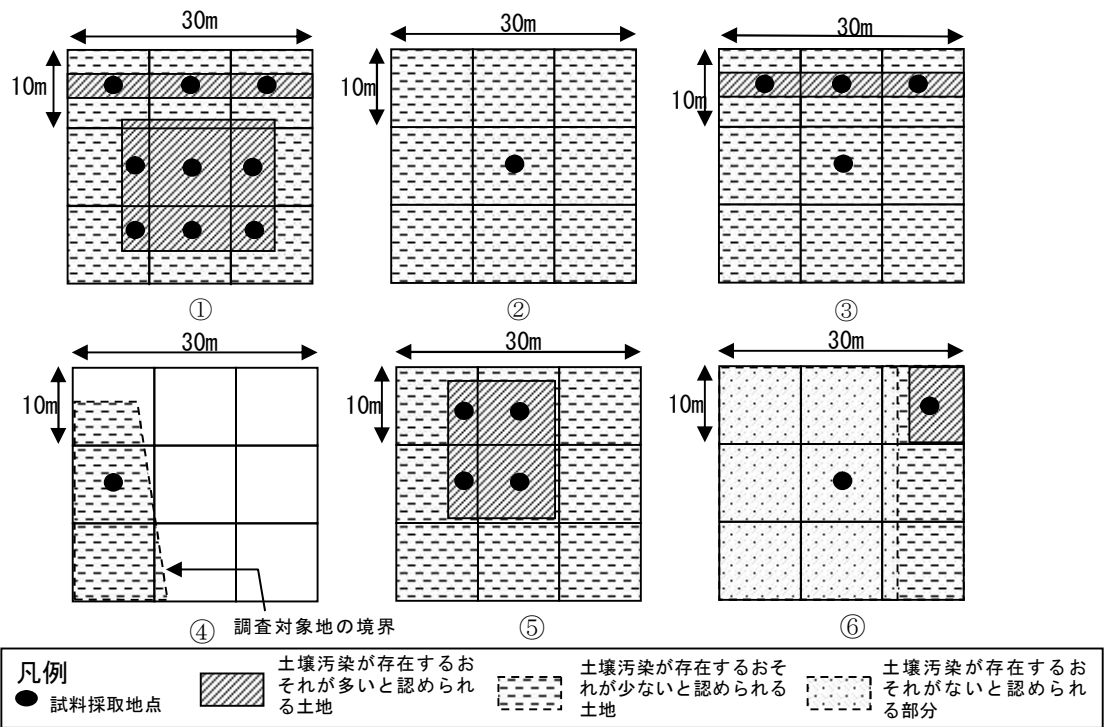 30m
30m
30m
10m
10m
10m
①
②
③
30m
30m
30m
10m
10m
10m
④
調査対象地の境界
⑤
⑥
凡例
試料採取地点
土壌汚染が存在するお
それが多いと認められ
る土地
土壌汚染が存在するおそ
れが少ないと認められる
土地
土壌汚染が存在するお
それがないと認められ
る部分